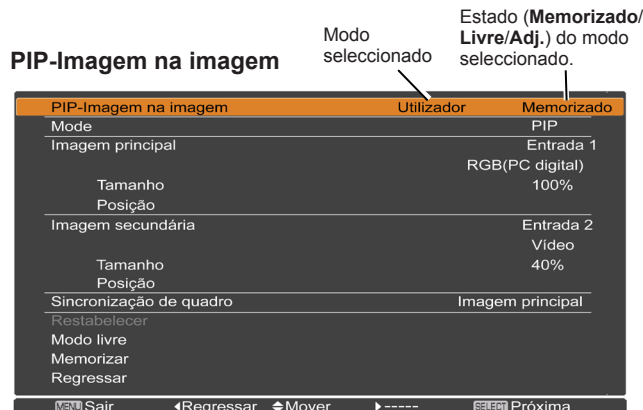 PIP-Imagem na imagem
Modo
seleccionado
Estado (Memorizado/
Livre/Adj.) do modo
seleccionado.
PIP-Imagem na imagem Utilizador Memorizado
Mode PIP
Imagem principal Entrada 1
RGB(PC digital)
Tamanho 100%
Posição
Imagem secundária Entrada 2
Vídeo
Tamanho 40%
Posição
Sincronização de quadro Imagem principal
Restabelecer
Modo livre
Memorizar
Regressar
MENU Sair Regressar Mover ----- SELECT Próxima